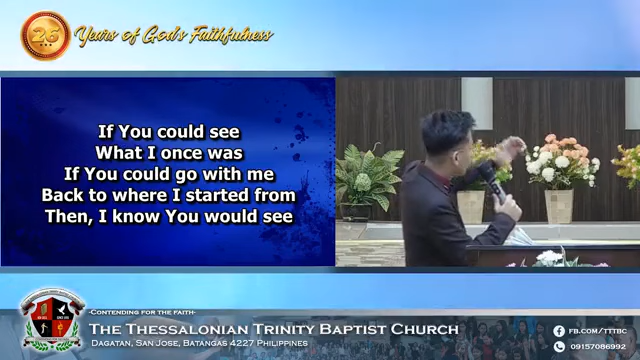 26
Years of God's Faithfulness
If You could see
What I once was
If You could go with me
Back to where I started from
Then, I know You would see
-Contending for the faith-
The Thessalonian Trinity Baptist Church
Dagatan, San Jose, Batangas 4227 Philippines
FB.COM/TTTBC
09157086992